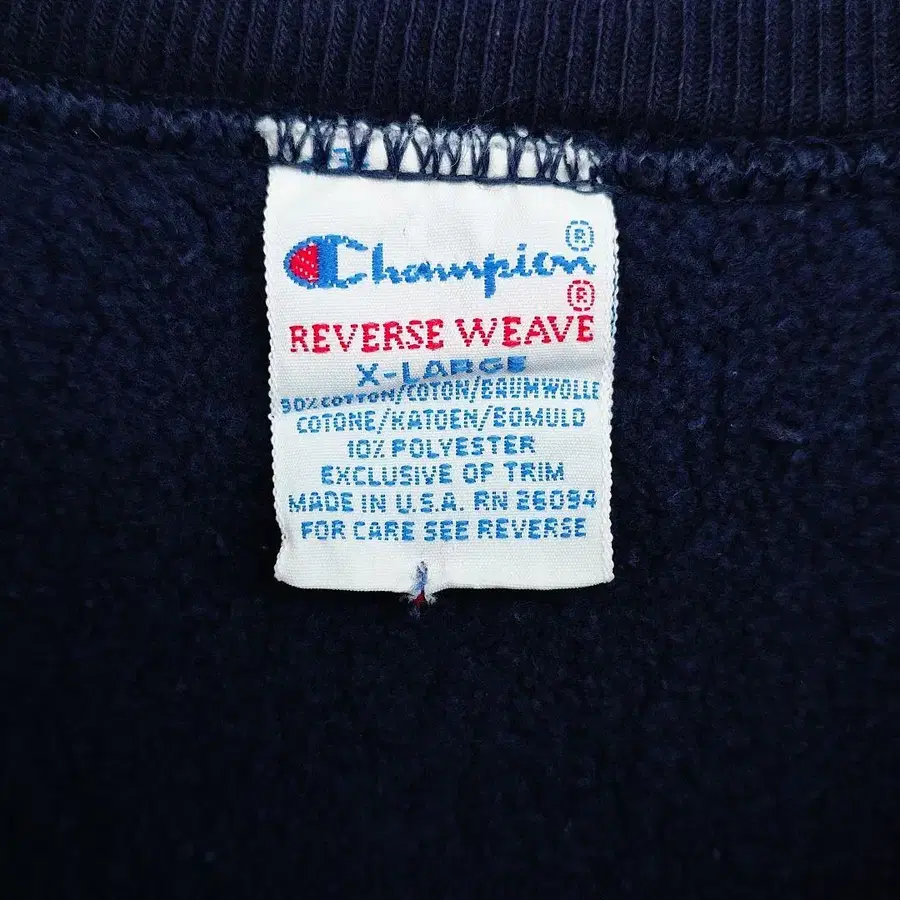 Champion®
®
REVERSE WEAVE
X-LARGE
90% COTTON/COTON/BAUMWOLLE
COTONE/KATOEN/BOMULD
10% POLYESTER
EXCLUSIVE OF TRIM
MADE IN U.S.A. RN 26094
FOR CARE SEE REVERSE